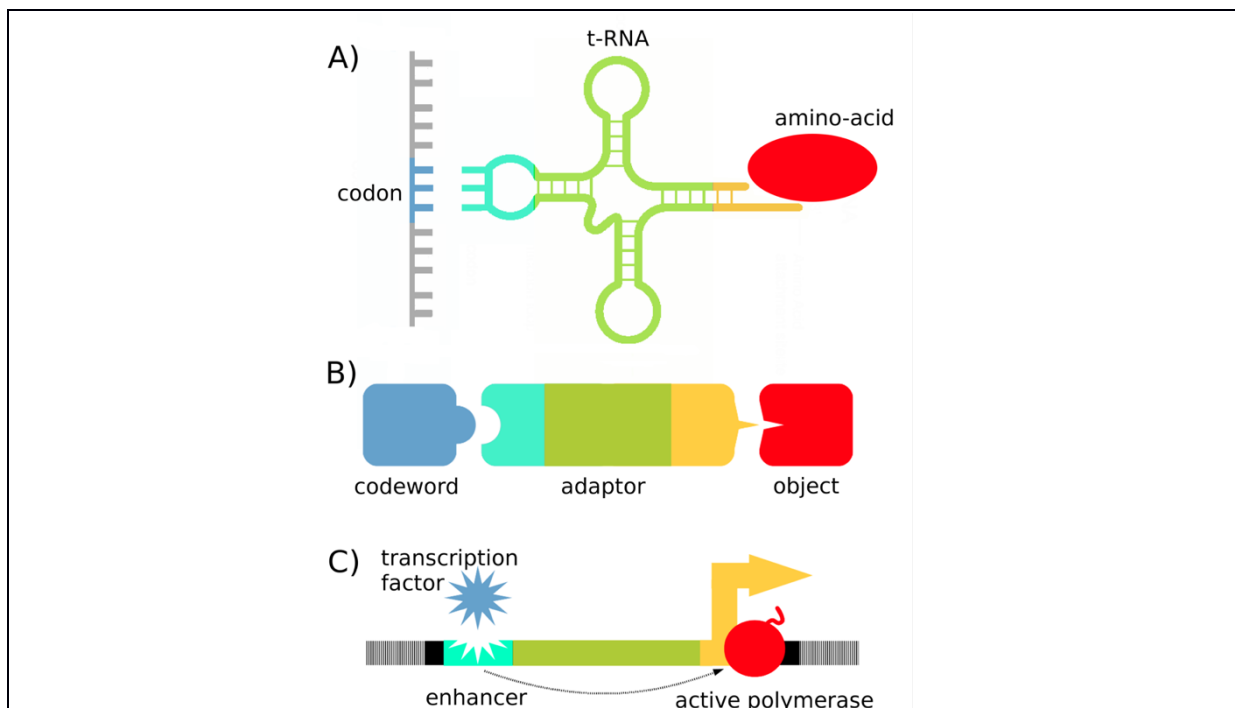 A)
t-RNA
amino-acid
codon
B)
codeword
adaptor
object
C)
transcription
factor
enhancer
active polymerase